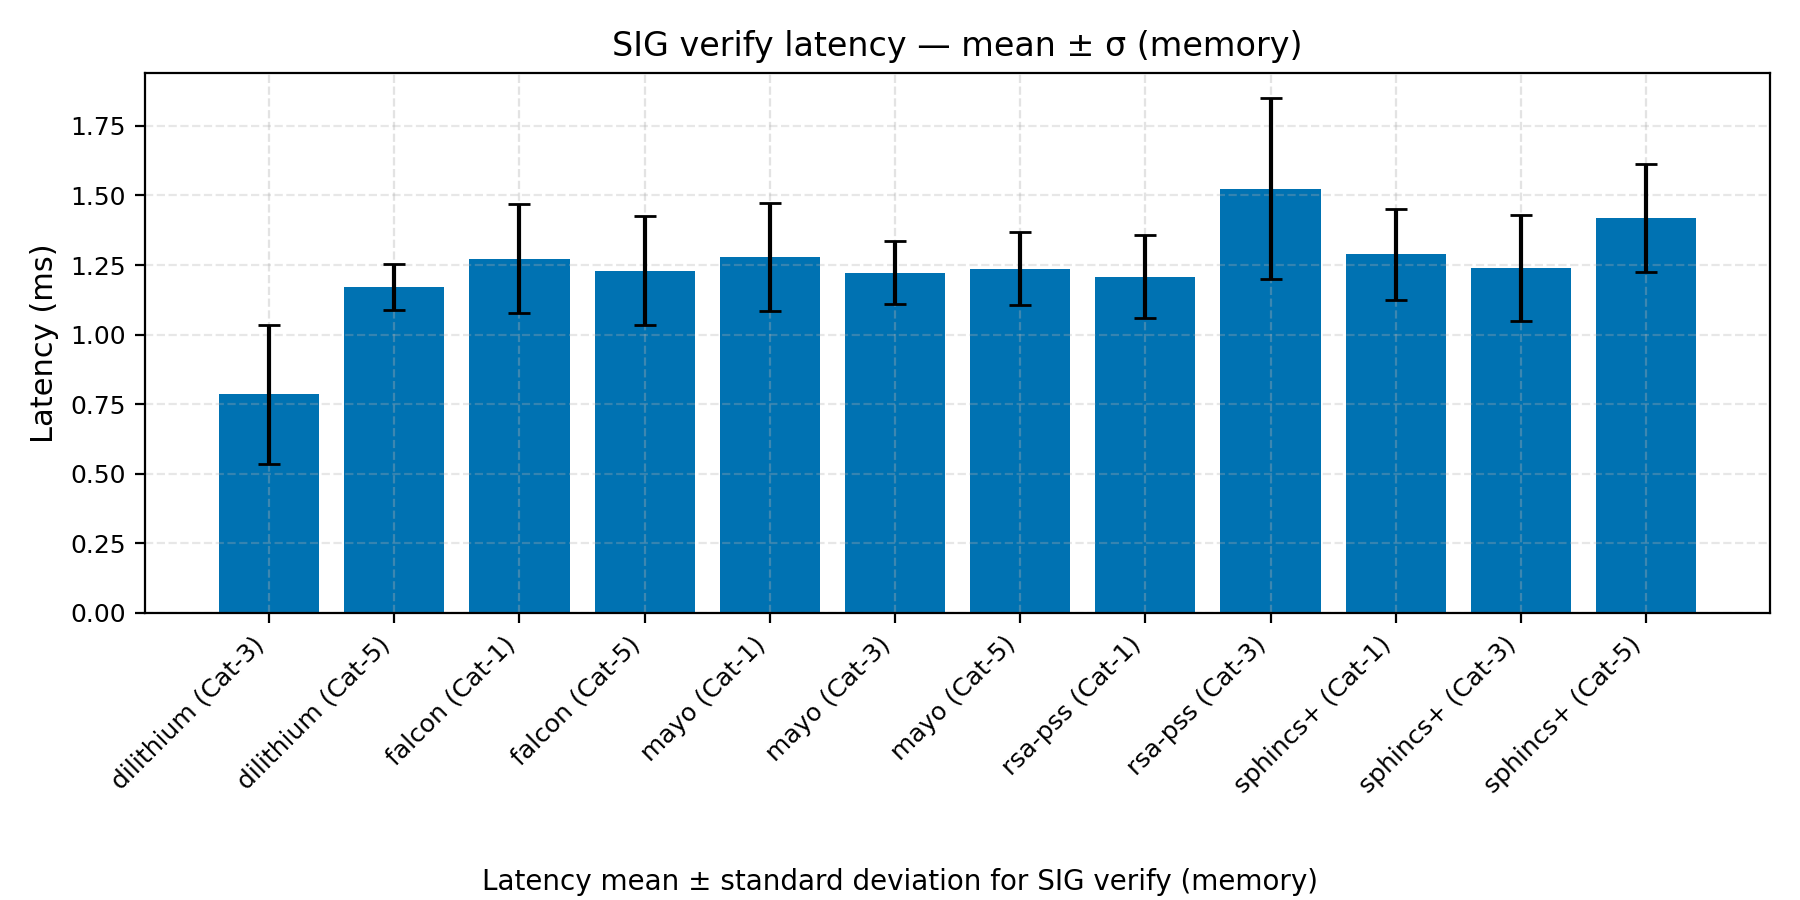 SIG verify latency — mean ± σ (memory)
Latency (ms)
1.75
1.50
1.25
1.00
0.75
0.50
0.25
0.00
dilithium (Cat-3)
dilithium (Cat-5)
falcon (Cat-1)
falcon (Cat-5)
mayo (Cat-1)
mayo (Cat-3)
mayo (Cat-5)
rsa-pss (Cat-1)
rsa-pss (Cat-3)
sphincs+ (Cat-1)
sphincs+ (Cat-3)
sphincs+ (Cat-5)
Latency mean ± standard deviation for SIG verify (memory)